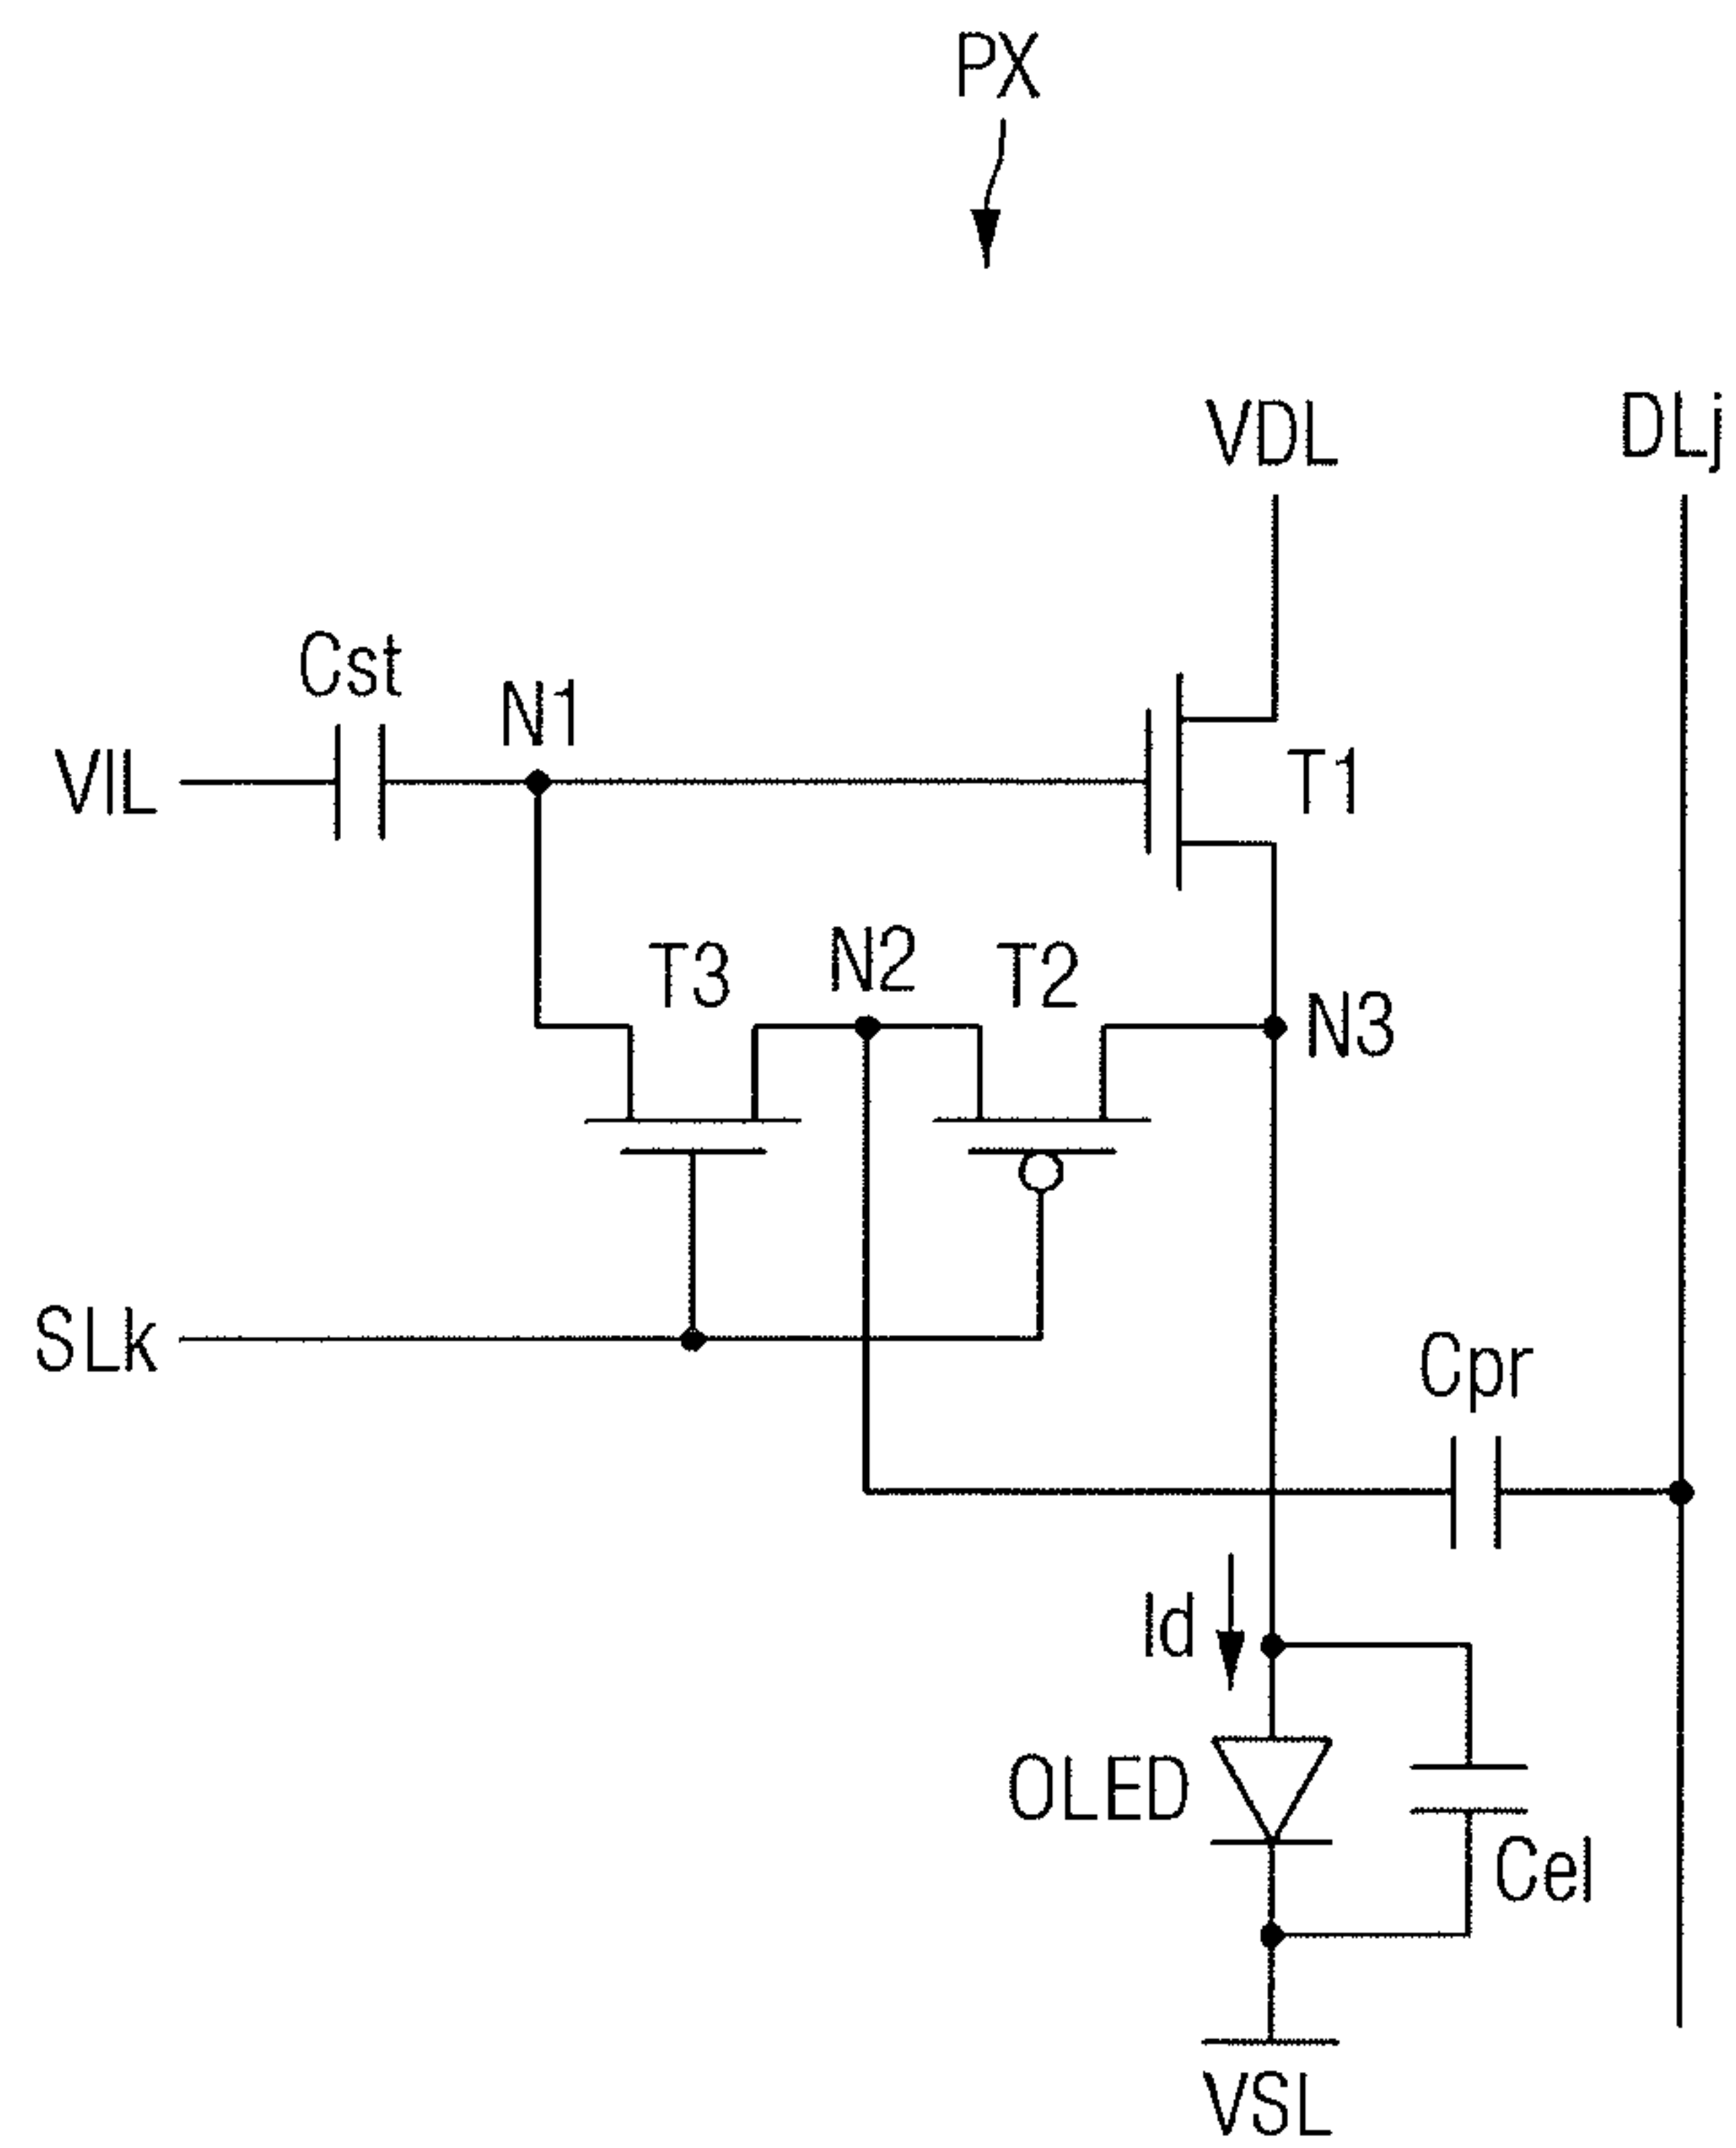 PX
VDL
DLj
Cst
N1
VIL
T1
T3
N2
T2
N3
SLk
Cpr
Id
OLED
Cel
VSL